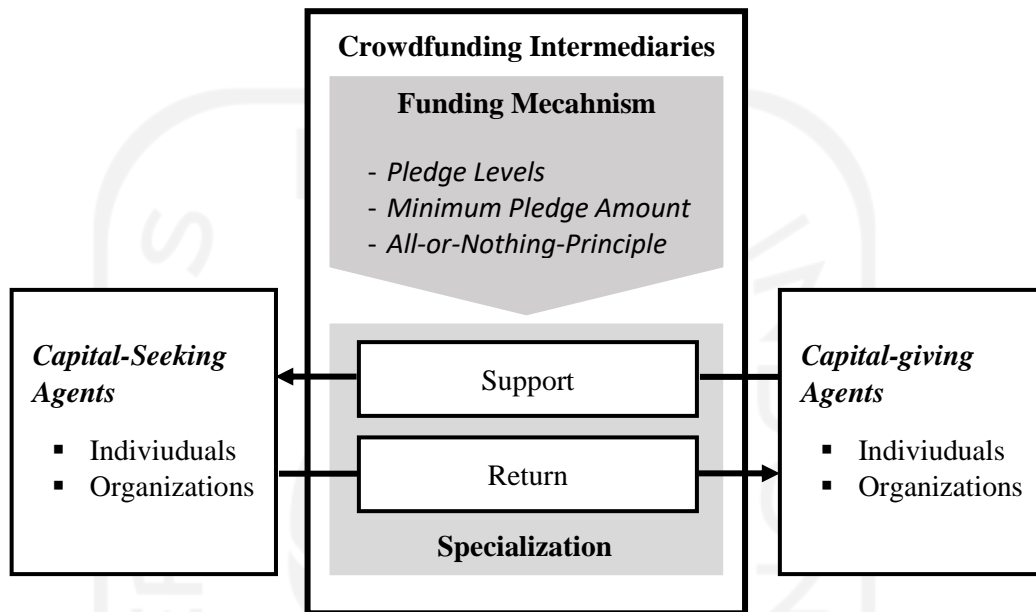 Crowdfunding Intermediaries
Funding Mecahnism
- Pledge Levels
- Minimum Pledge Amount
- All-or-Nothing-Principle
Capital-Seeking
Agents
▪ Indiviuduals
▪ Organizations
Support
Return
Specialization
Capital-giving
Agents
▪ Indiviuduals
▪ Organizations